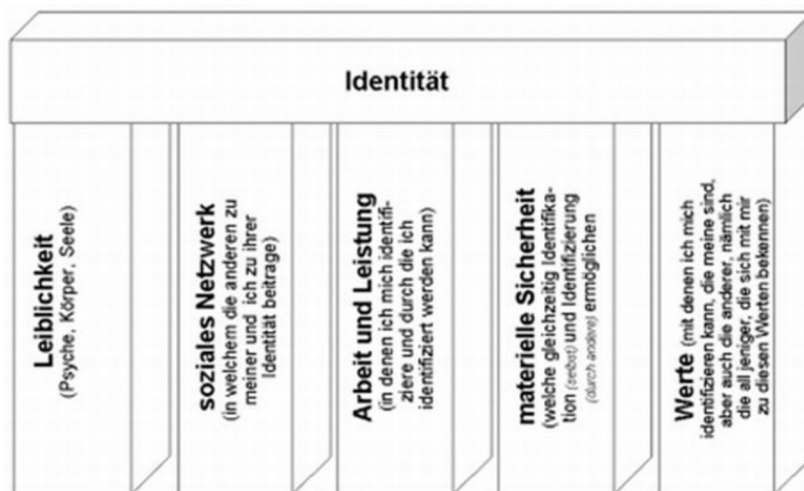 Identität
Leiblichkeit
(Psyche, Körper, Seele)
soziales Netzwerk
(in welchem die anderen zu
meiner und ich zu ihrer
Identität beitrage)
Arbeit und Leistung
(in denen ich mich identifi-
ziere und durch die ich
identifiziert werden kann)
materielle Sicherheit
(welche gleichzeitig Identifika-
tion (selbst) und Identifizierung
(durch andere) ermöglichen
Werte (mit denen ich mich
identifizieren kann, die meine sind,
aber auch die anderer, nämlich
die all jeniger, die sich mit mir
zu diesen Werten bekennen)